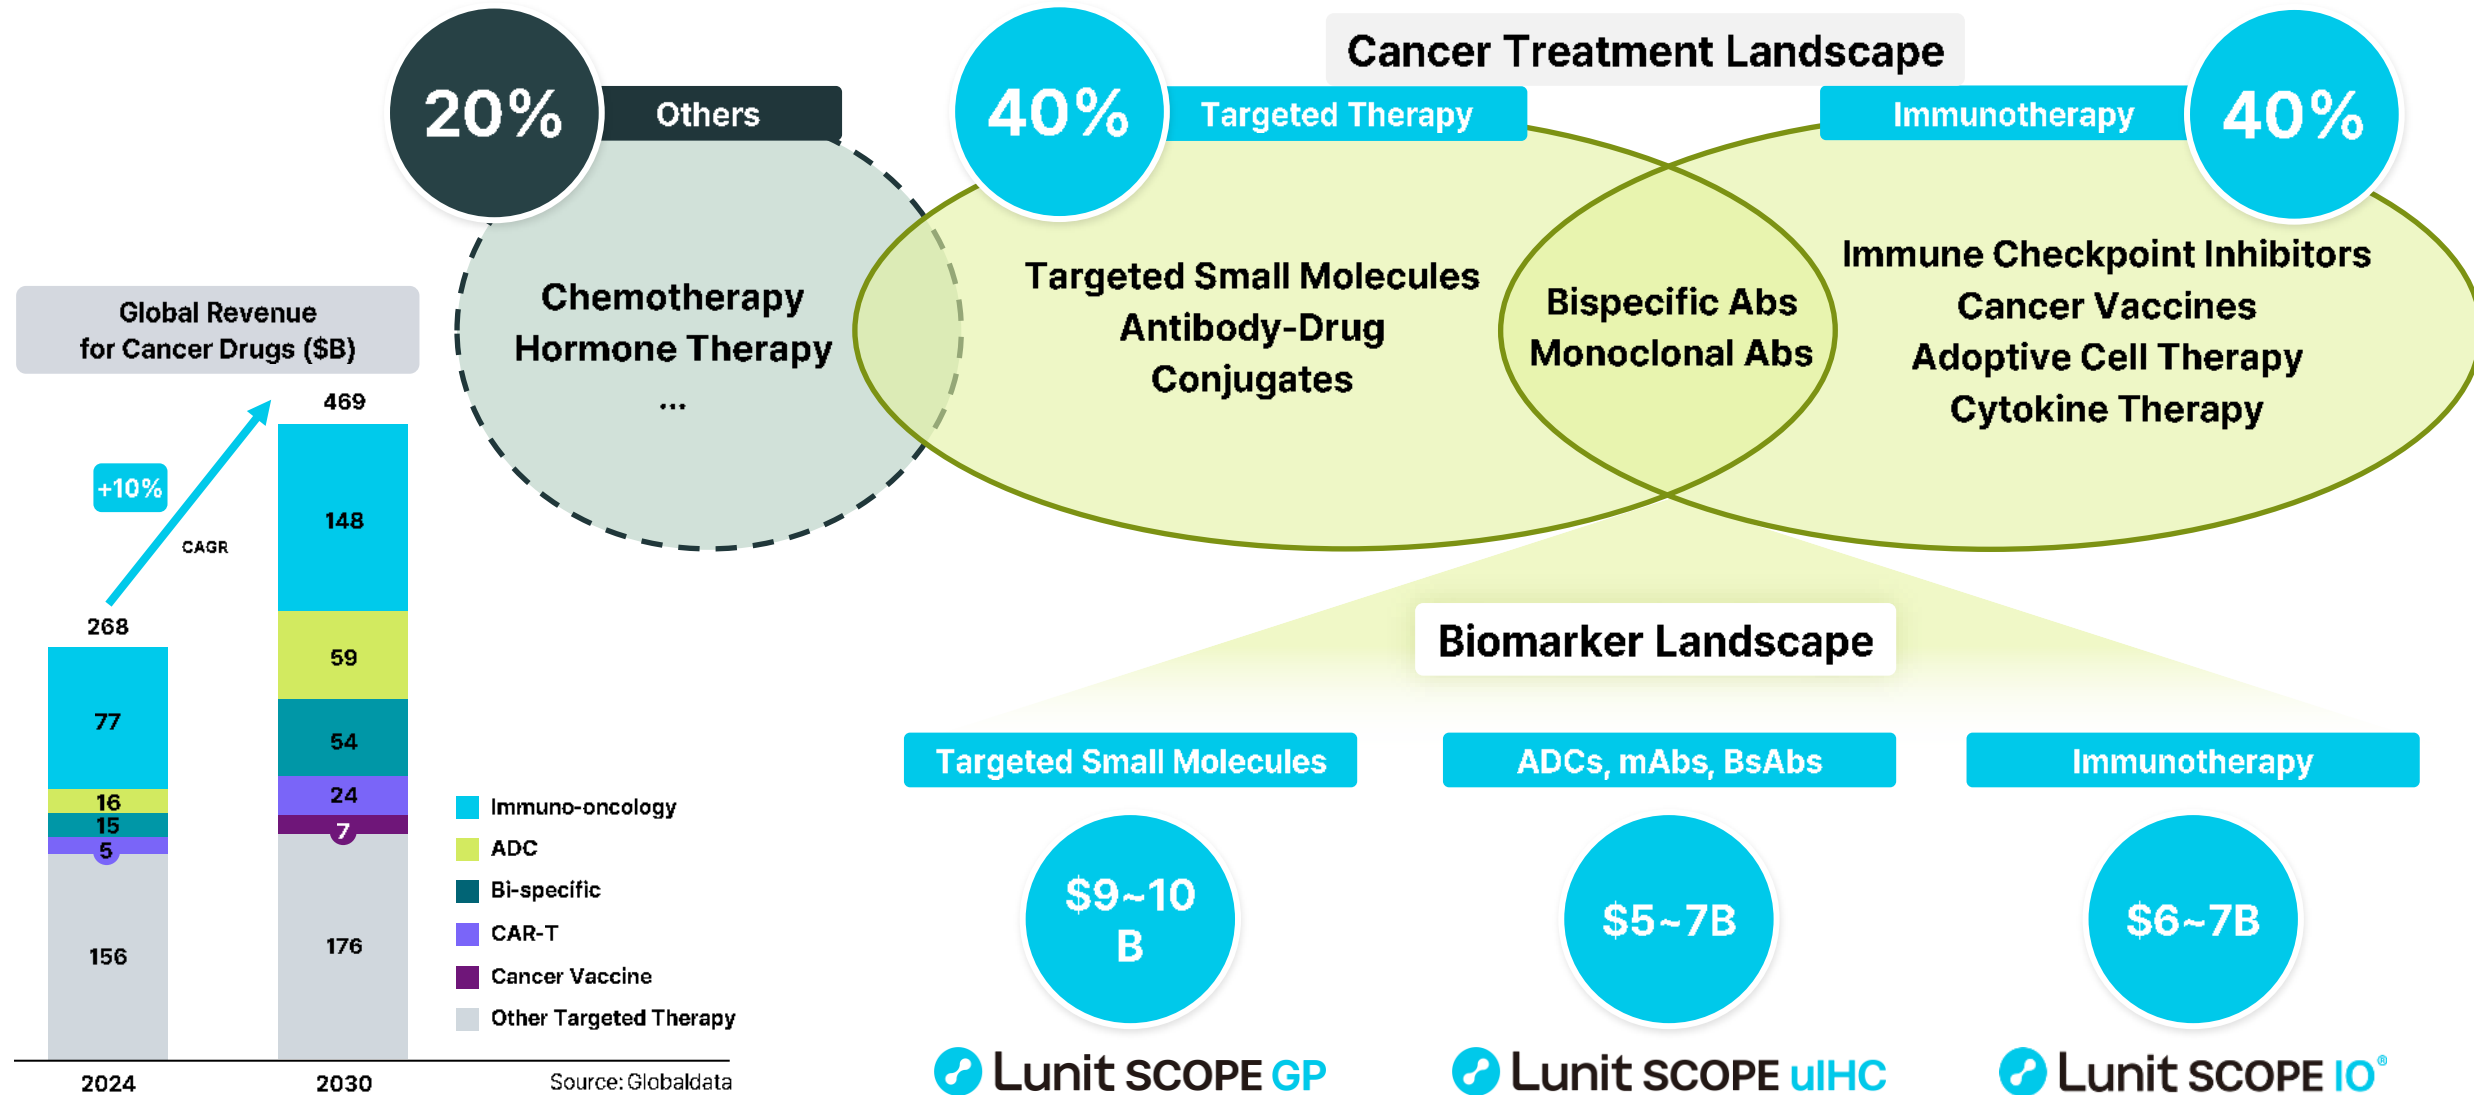 Cancer Treatment Landscape
20%
Others
40%
Targeted Therapy
Immunotherapy
40%
Chemotherapy
Hormone Therapy
...
Targeted Small Molecules
Antibody-Drug
Conjugates
Bispecific Abs
Monoclonal Abs
Immune Checkpoint Inhibitors
Cancer Vaccines
Adoptive Cell Therapy
Cytokine Therapy
Global Revenue
for Cancer Drugs ($B)
469
+10%
CAGR
148
59
54
24
7
176
268
77
16
15
5
156
2024
2030
Immuno-oncology
ADC
Bi-specific
CAR-T
Cancer Vaccine
Other Targeted Therapy
Source: Globaldata
Biomarker Landscape
Targeted Small Molecules
$9~10
B
Lunit SCOPE GP
ADCs, mAbs, BsAbs
$5~7B
Lunit SCOPE uIHC
Immunotherapy
$6~7B
Lunit SCOPE IO®